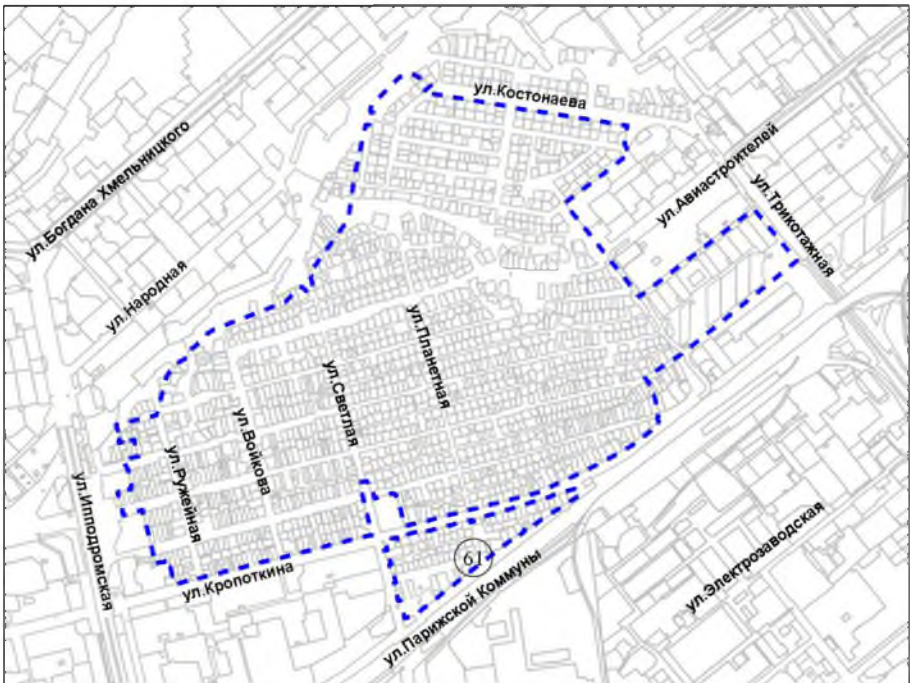 ул.Костонаева
ул.Богдана Хмельницкого
ул.Авиастроителей
ул.Трикотажная
ул.Народная
ул.Планетная
ул.Светлая
ул.Войкова
ул.Ружейная
ул.Ипподромская
ул.Кропоткина
61
ул.Парижской Коммуны
ул.Электрозаводская